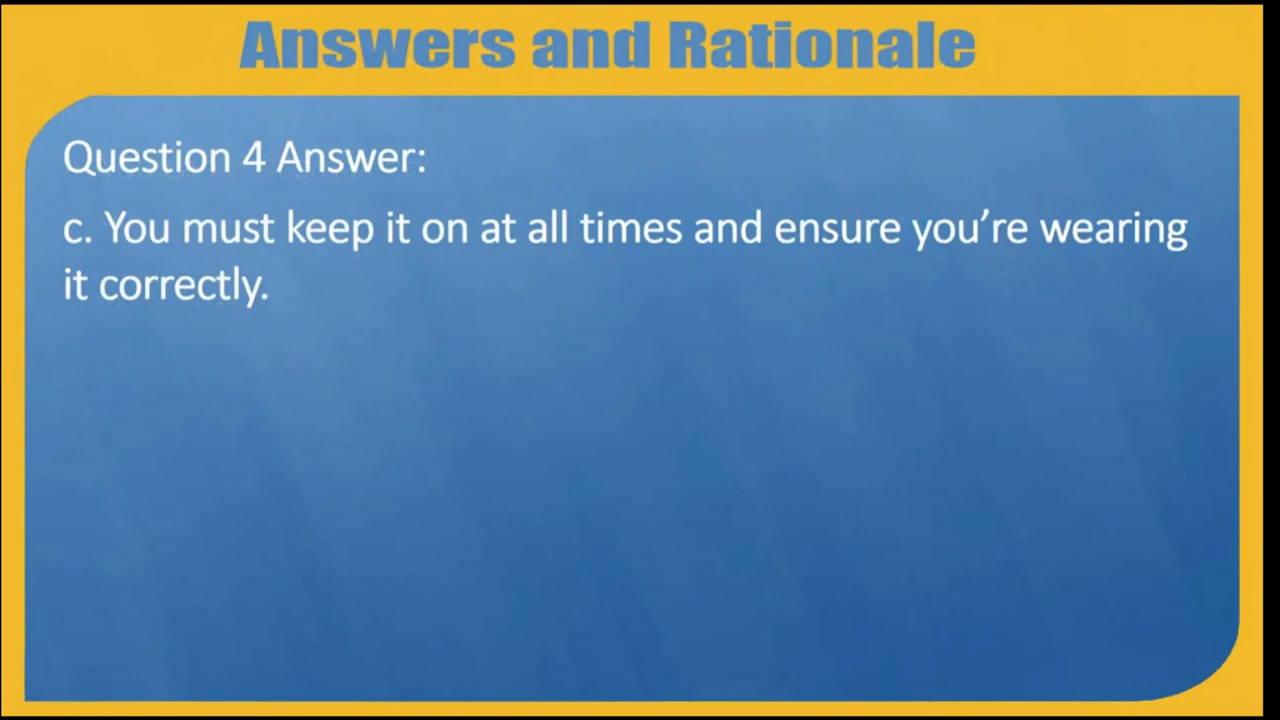 Answers and Rationale
Question 4 Answer:
c. You must keep it on at all times and ensure you’re wearing
it correctly.